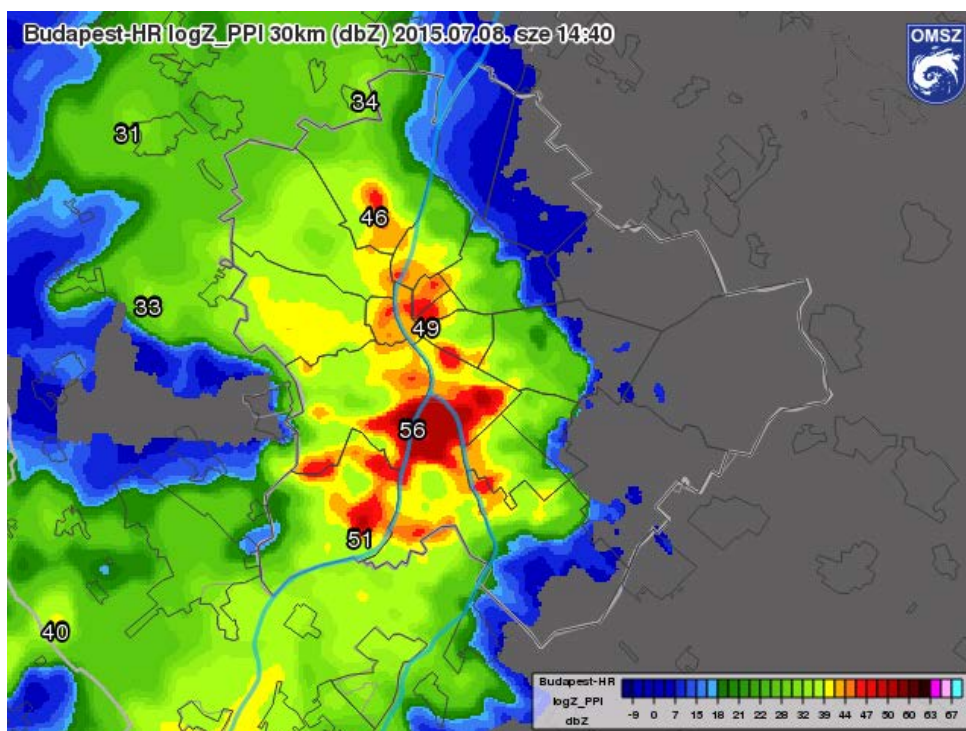 Budapest-HR logZ_PPI 30km (dbZ) 2015.07.08. sze 14:40
OMSZ
34
31
46
33
49
56
51
40
Budapest-HR
logZ_PPI
dbZ
-9 0 7 15 18 21 22 28 32 39 44 47 50 60 63 67